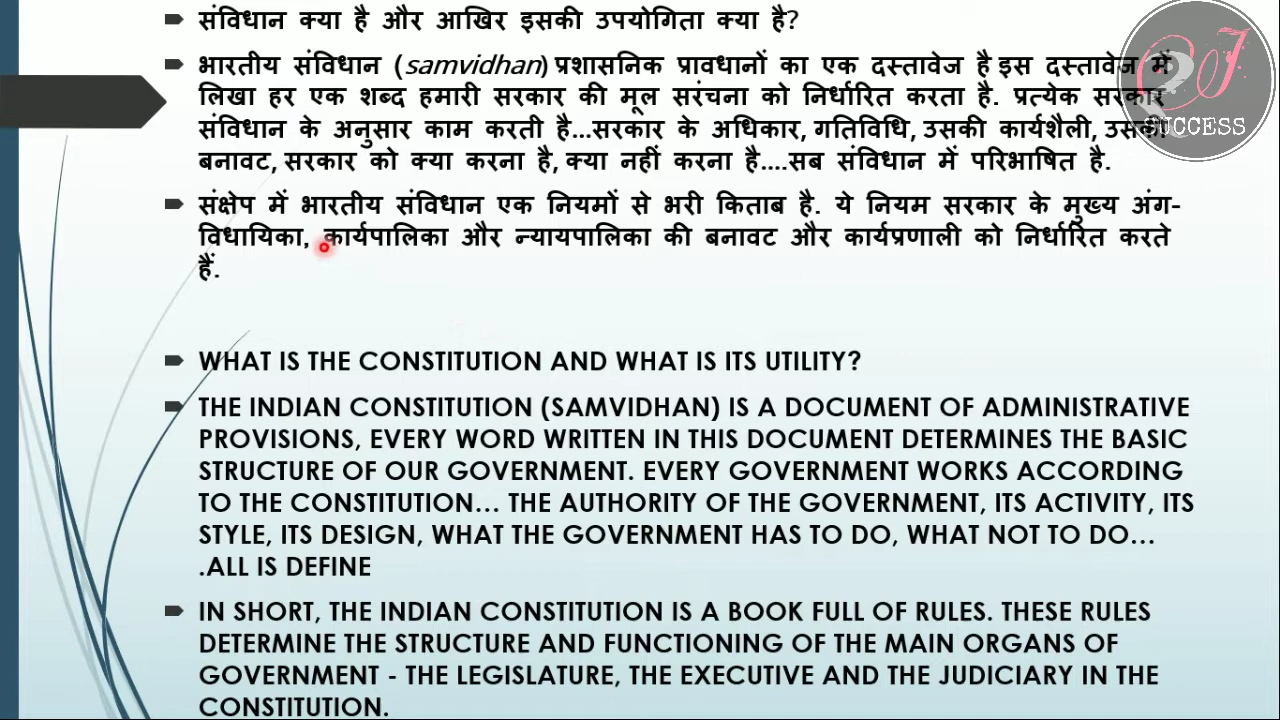 संविधान क्या है और आखिर इसकी उपयोगिता क्या है?
भारतीय संविधान (samvidhan) प्रशासनिक प्रावधानों का एक दस्तावेज है इस दस्तावेज में
लिखा हर एक शब्द हमारी सरकार की मूल सरंचना को निर्धारित करता है. प्रत्येक सरकार
संविधान के अनुसार काम करती है...सरकार के अधिकार, गतिविधि, उसकी कार्यशैली, उसकी
बनावट, सरकार को क्या करना है, क्या नहीं करना है....सब संविधान में परिभाषित है.
संक्षेप में भारतीय संविधान एक नियमों से भरी किताब है. ये नियम सरकार के मुख्य अंग-
विधायिका, कार्यपालिका और न्यायपालिका की बनावट और कार्यप्रणाली को निर्धारित करते
हैं.
WHAT IS THE CONSTITUTION AND WHAT IS ITS UTILITY?
THE INDIAN CONSTITUTION (SAMVIDHAN) IS A DOCUMENT OF ADMINISTRATIVE
PROVISIONS, EVERY WORD WRITTEN IN THIS DOCUMENT DETERMINES THE BASIC
STRUCTURE OF OUR GOVERNMENT. EVERY GOVERNMENT WORKS ACCORDING
TO THE CONSTITUTION... THE AUTHORITY OF THE GOVERNMENT, ITS ACTIVITY, ITS
STYLE, ITS DESIGN, WHAT THE GOVERNMENT HAS TO DO, WHAT NOT TO DO...
.ALL IS DEFINE
IN SHORT, THE INDIAN CONSTITUTION IS A BOOK FULL OF RULES. THESE RULES
DETERMINE THE STRUCTURE AND FUNCTIONING OF THE MAIN ORGANS OF
GOVERNMENT - THE LEGISLATURE, THE EXECUTIVE AND THE JUDICIARY IN THE
CONSTITUTION.
SUCCESS